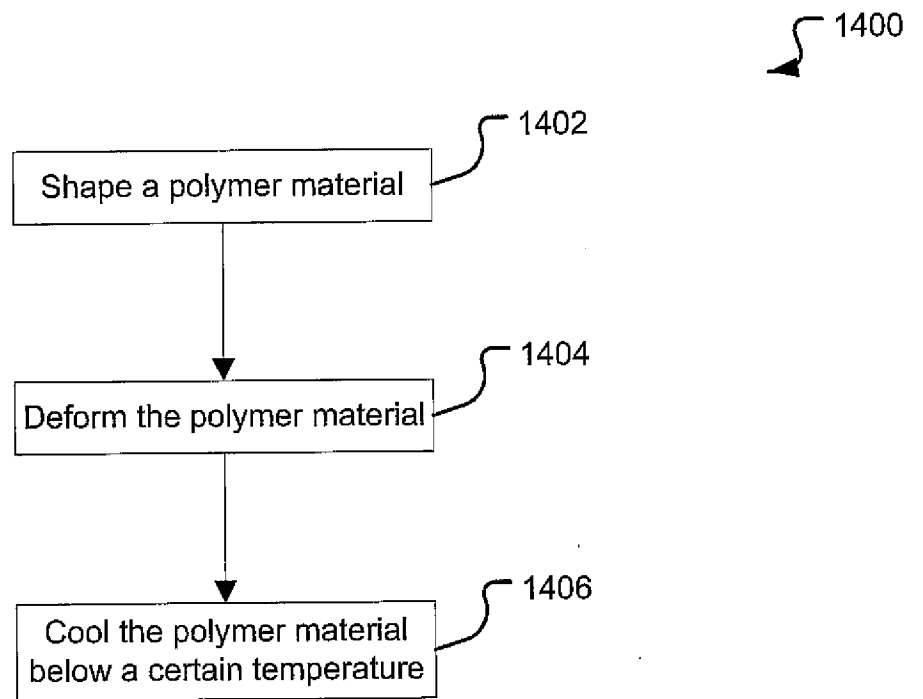 1400
1402
Shape a polymer material
1404
Deform the polymer material
1406
Cool the polymer material
below a certain temperature